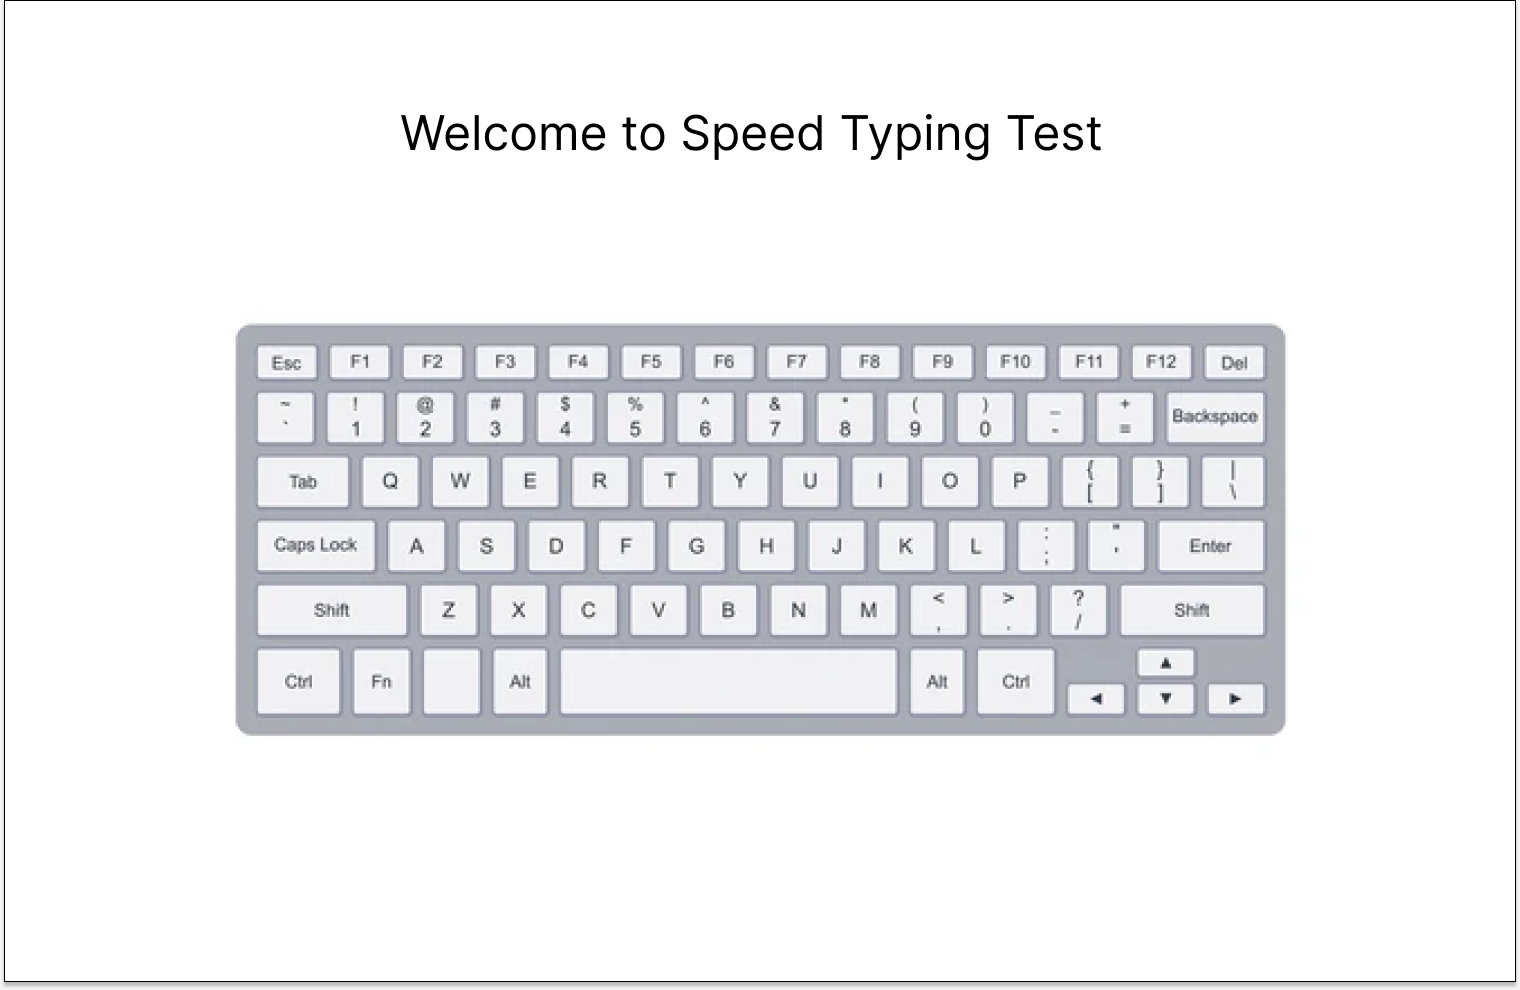 Welcome to Speed Typing Test
Esc F1 F2 F3 F4 F5 F6 F7 F8 F9 F10 F11 F12 Del
~ ! @ # $ % ^ & * ( ) _ +
` 1 2 3 4 5 6 7 8 9 0 - = Backspace
Tab Q W E R T Y U I O P { } |
[ ] \
Caps Lock A S D F G H J K L : " Enter
; '
Shift Z X C V B N M < > ? Shift
, . /
Ctrl Fn Alt Alt Ctrl ▲
◀ ▼ ▶